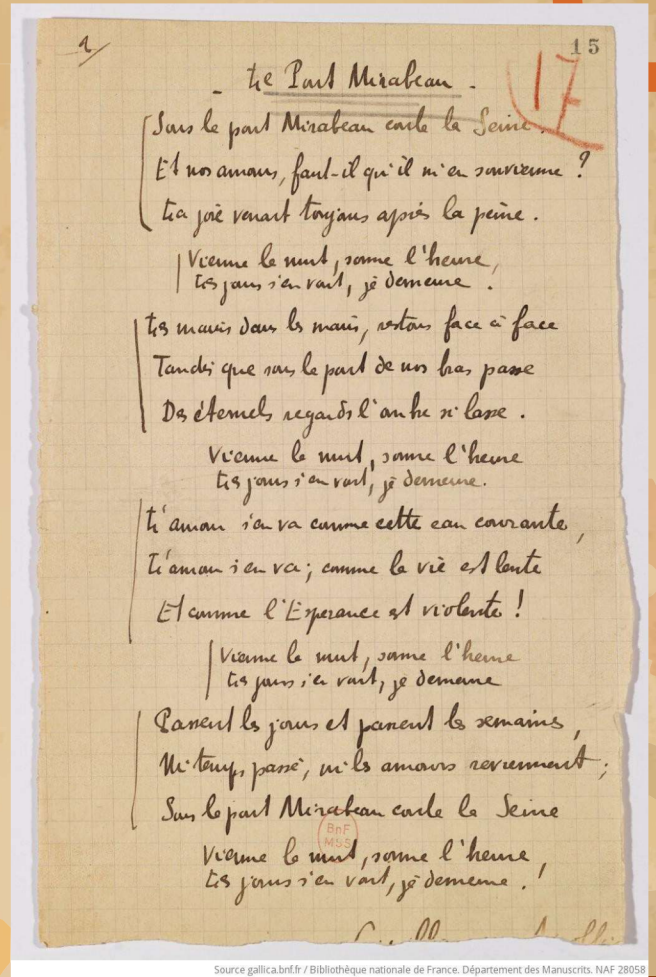 2/
15
17
Le Pont Mirabeau
Sous le pont Mirabeau coule la Seine.
Et nos amours, faut-il qu'il m'en souvienne ?
La joie venait toujours après la peine.
Vienne la nuit, sonne l'heure,
Les jours s'en vont, je demeure.
Les mains dans les mains, restons face à face
Tandis que sous le pont de nos bras passe
Des éternels regards l'onde si lasse.
Vienne la nuit, sonne l'heure
Les jours s'en vont, je demeure.
L'amour s'en va comme cette eau courante,
L'amour s'en va ; comme la vie est lente
Et comme l'Espérance est violente !
Vienne la nuit, sonne l'heure
Les jours s'en vont, je demeure
Passent les jours et passent les semaines,
Ni temps passé, ni les amours reviennent ;
Sous le pont Mirabeau coule la Seine
BnF
MSS
Vienne la nuit, sonne l'heure,
Les jours s'en vont, je demeure !
Source gallica.bnf.fr / Bibliothèque nationale de France. Département des Manuscrits. NAF 28058